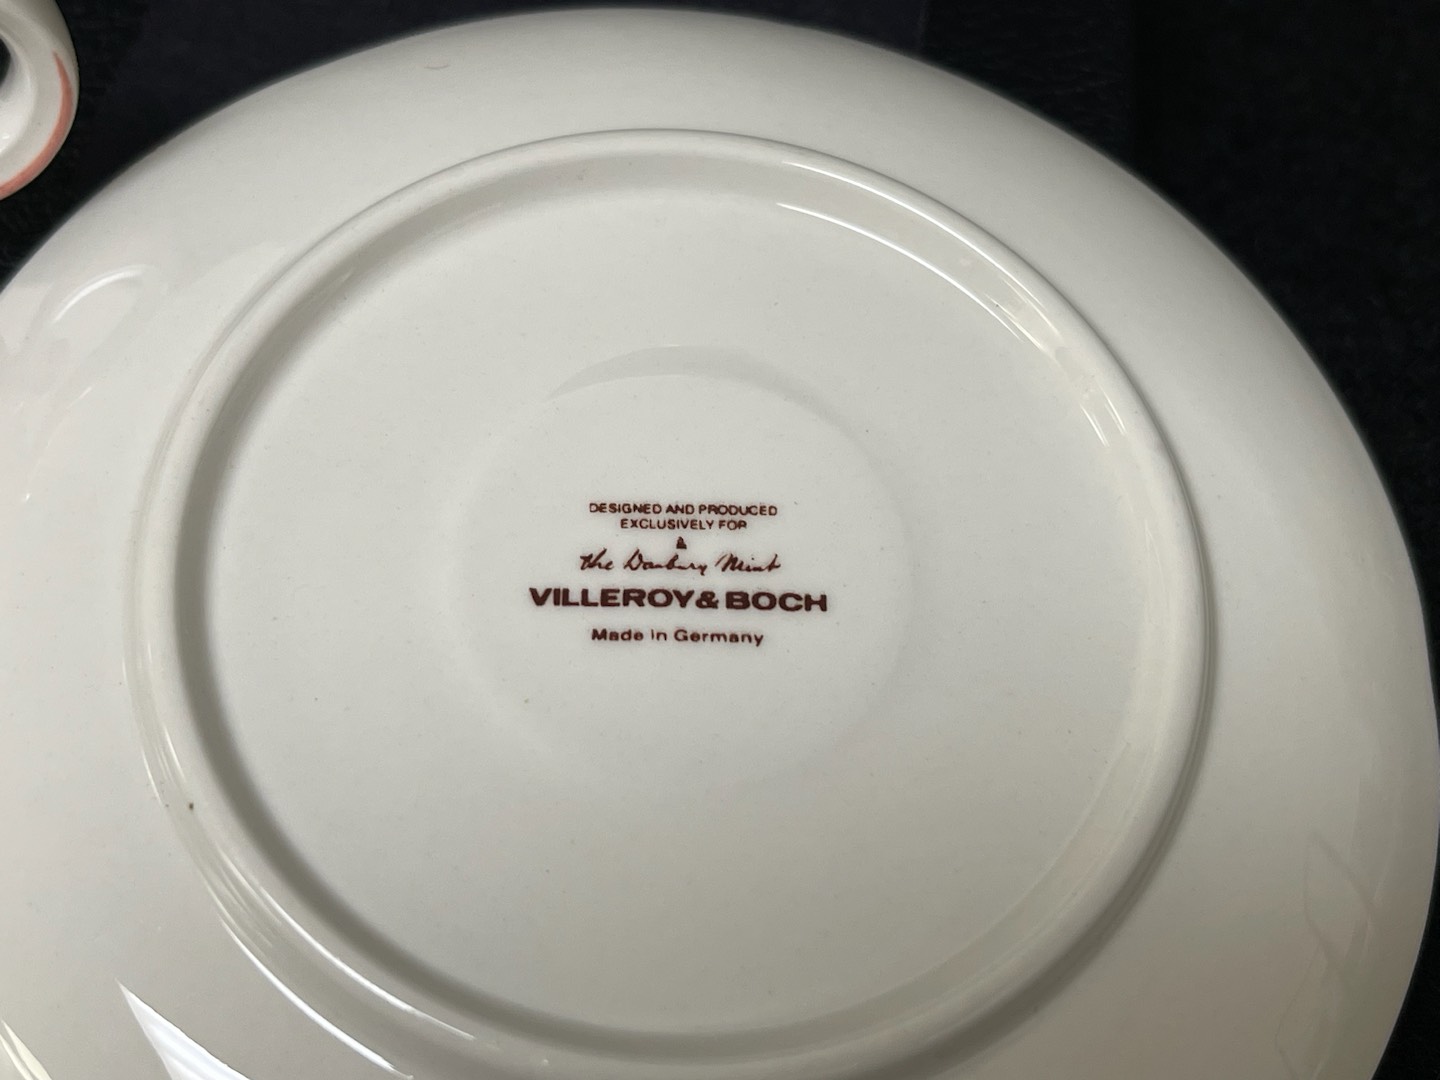 DESIGNED AND PRODUCED
EXCLUSIVELY FOR
the Danbury Mint
VILLEROY & BOCH
Made in Germany